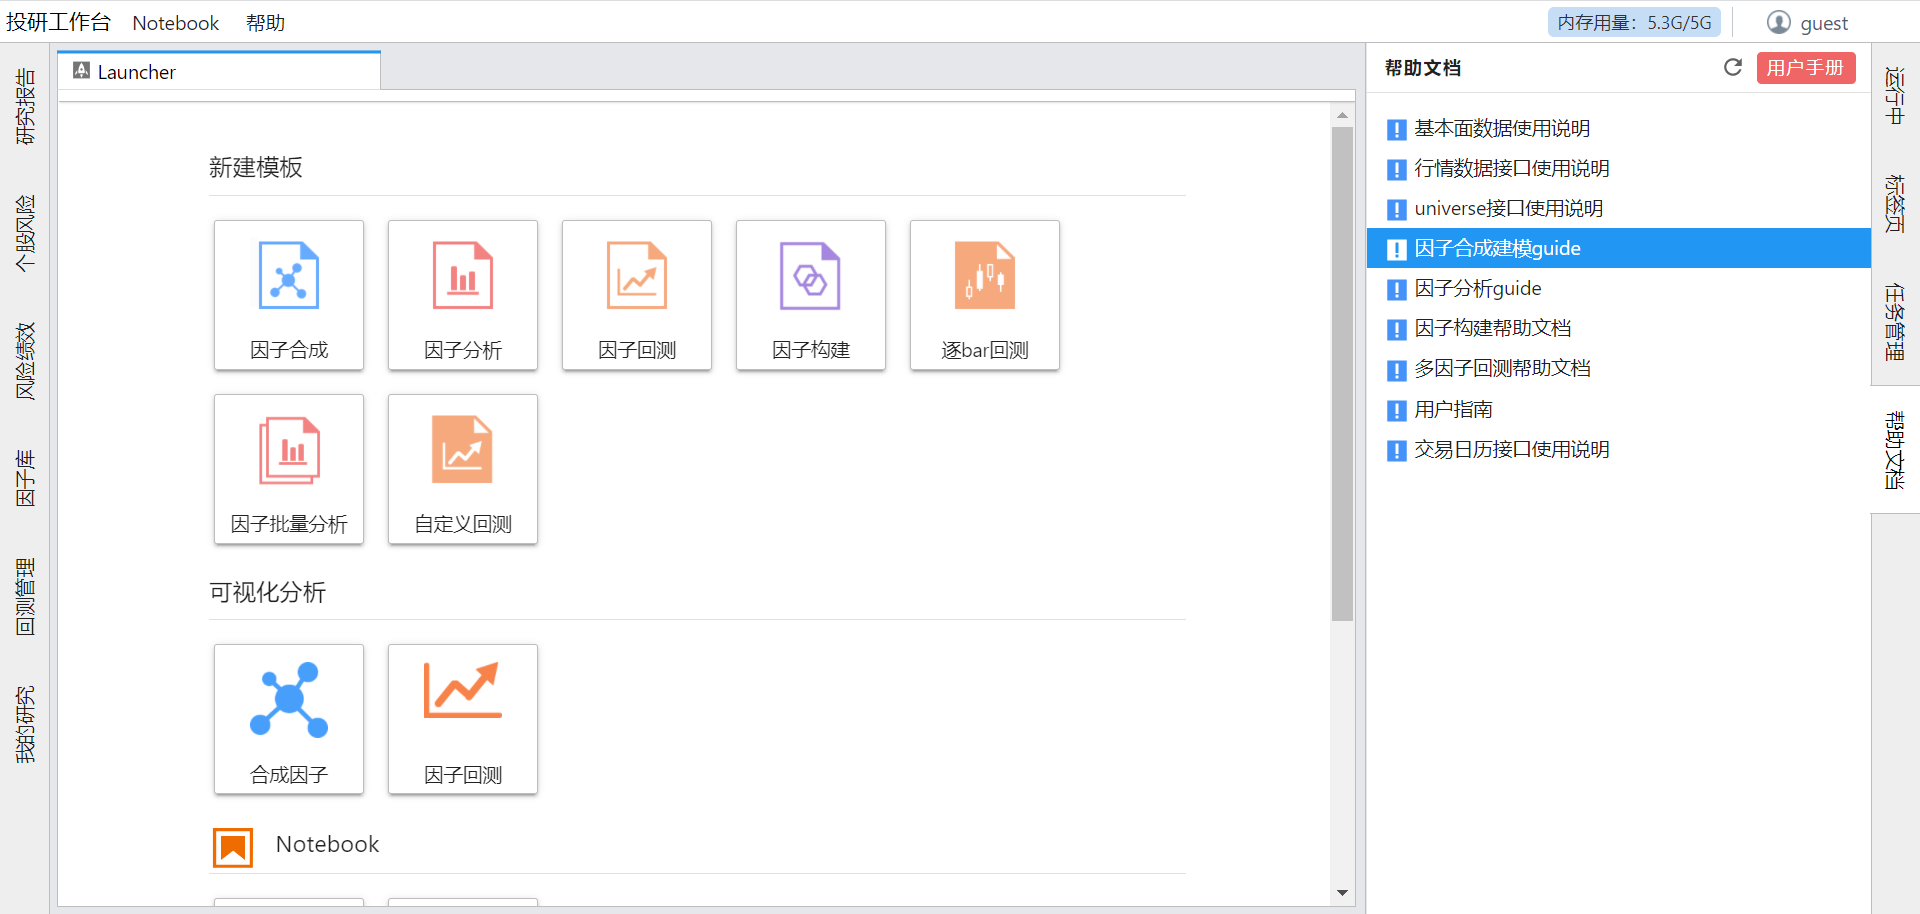 投研工作台 Notebook 帮助 内存用量：5.3G/5G guest
研究报告
个股风险
风险绩效
因子库
回测管理
我的研究
Launcher
新建模板
因子合成 因子分析 因子回测 因子构建 逐bar回测
因子批量分析 自定义回测
可视化分析
合成因子 因子回测
Notebook
帮助文档 用户手册
基本面数据使用说明
行情数据接口使用说明
universe接口使用说明
因子合成建模guide
因子分析guide
因子构建帮助文档
多因子回测帮助文档
用户指南
交易日历接口使用说明
运行中
标签页
任务管理
帮助文档